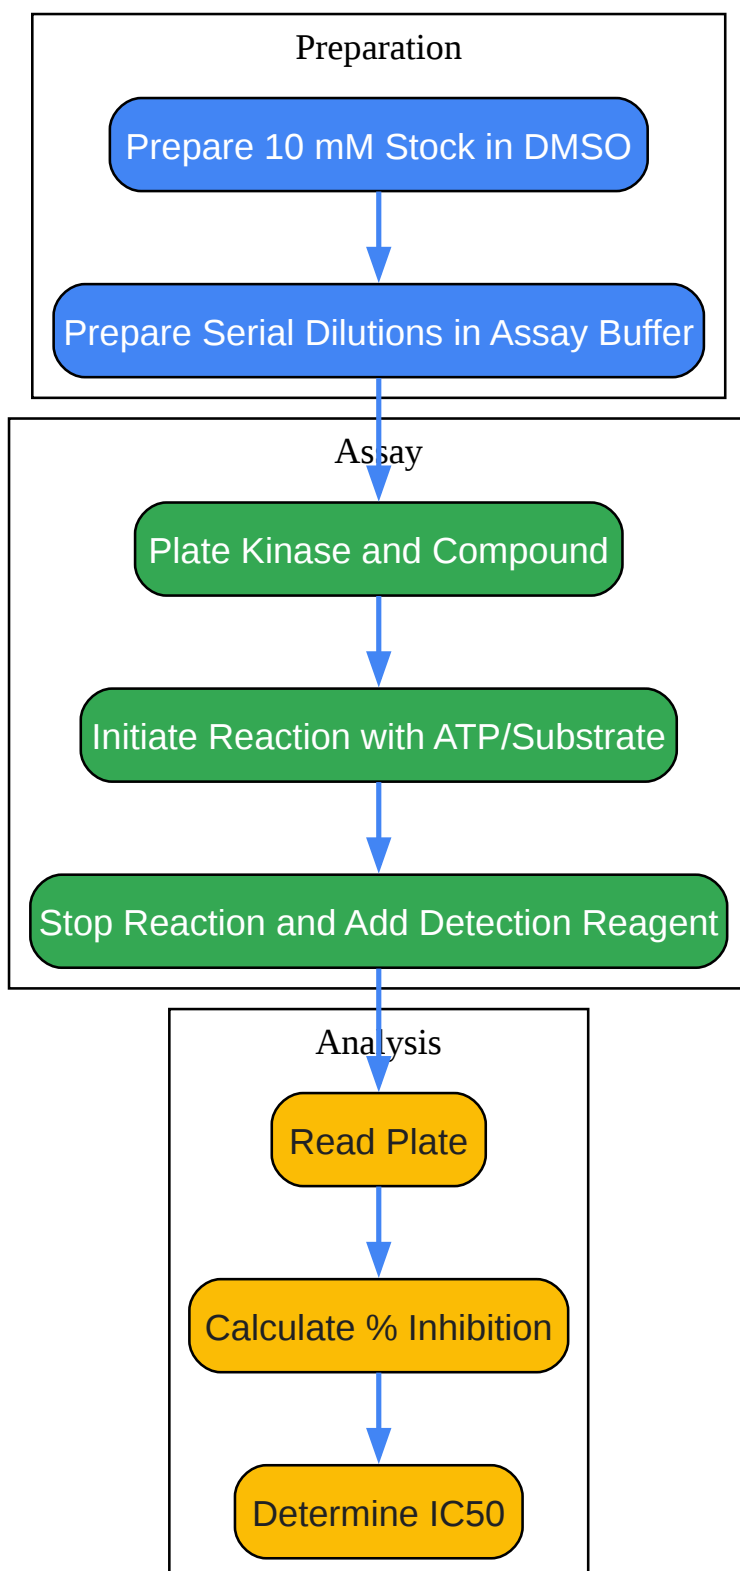 Preparation
Prepare 10 mM Stock in DMSO
Prepare Serial Dilutions in Assay Buffer
Assay
Plate Kinase and Compound
Initiate Reaction with ATP/Substrate
Stop Reaction and Add Detection Reagent
Analysis
Read Plate
Calculate % Inhibition
Determine IC50